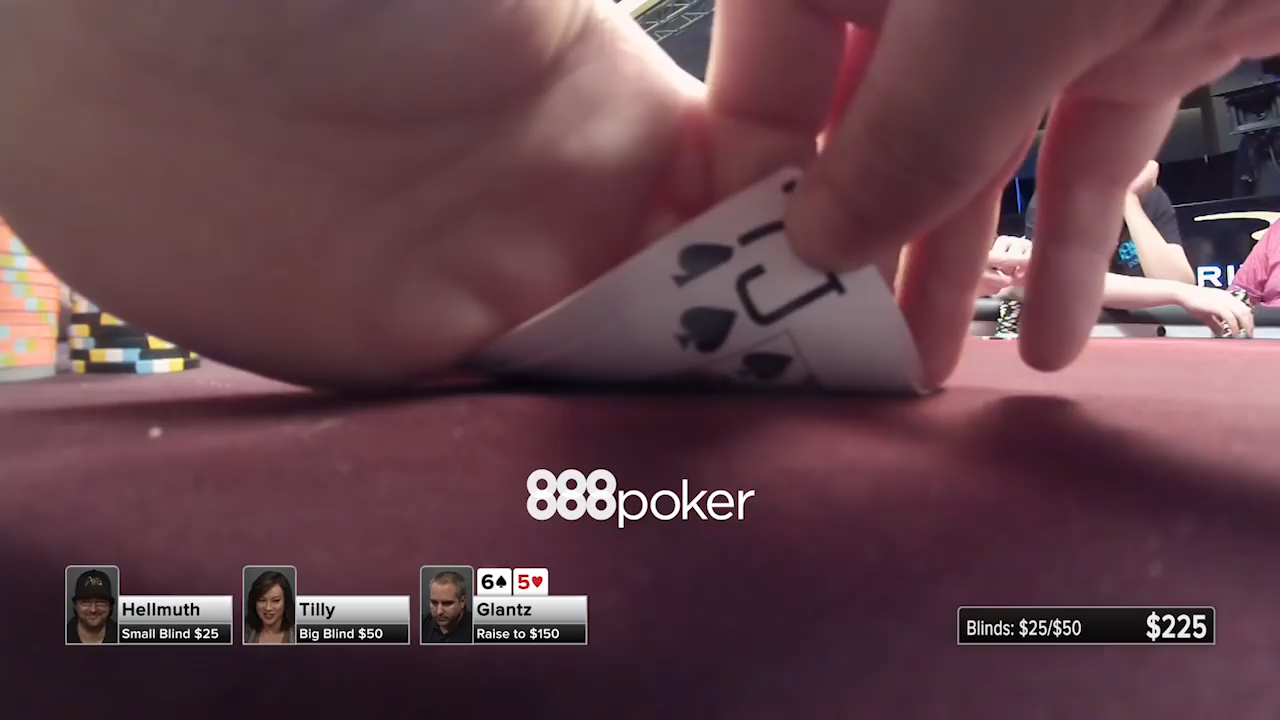 J
RI
888poker
6♠ 5♥
Hellmuth
Small Blind $25
Tilly
Big Blind $50
Glantz
Raise to $150
Blinds: $25/$50 $225